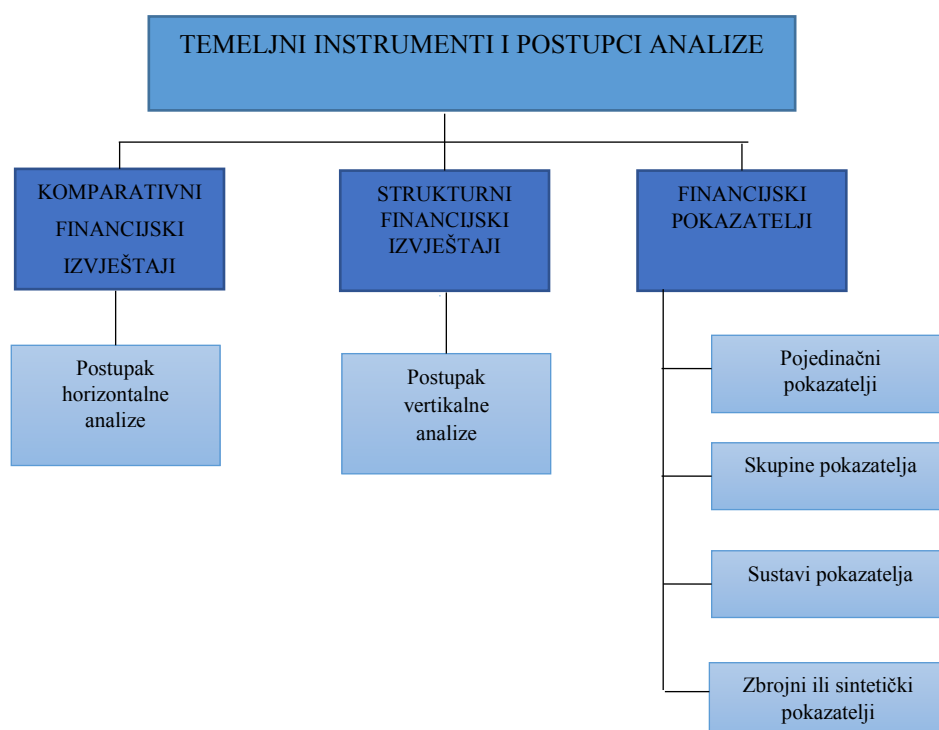 TEMELJNI INSTRUMENTI I POSTUPCI ANALIZE
KOMPARATIVNI
FINANCIJSKI
IZVJEŠTAJI
STRUKTURNI
FINANCIJSKI
IZVJEŠTAJI
FINANCIJSKI
POKAZATELJI
Postupak
horizontalne
analize
Postupak
vertikalne
analize
Pojedinačni
pokazatelji
Skupine pokazatelja
Sustavi pokazatelja
Zbrojni ili sintetički
pokazatelji